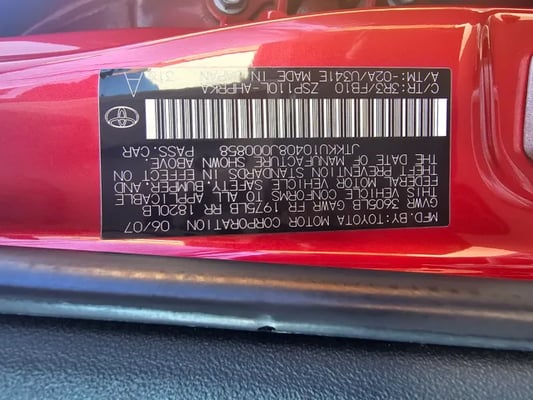 MFD. BY: TOYOTA MOTOR CORPORATION 06/07
GVWR 3605LB GAWR FR 1975LB RR 1820LB
THIS VEHICLE CONFORMS TO ALL APPLICABLE
FEDERAL MOTOR VEHICLE SAFETY, BUMPER, AND
THEFT PREVENTION STANDARDS IN EFFECT ON
THE DATE OF MANUFACTURE SHOWN ABOVE.
JTKKU10408J000858 PASS. CAR
ZSP110L-AHPRKA
C/TR: 3R3/FB10
A/TM: -02A/U341E MADE IN JAPAN